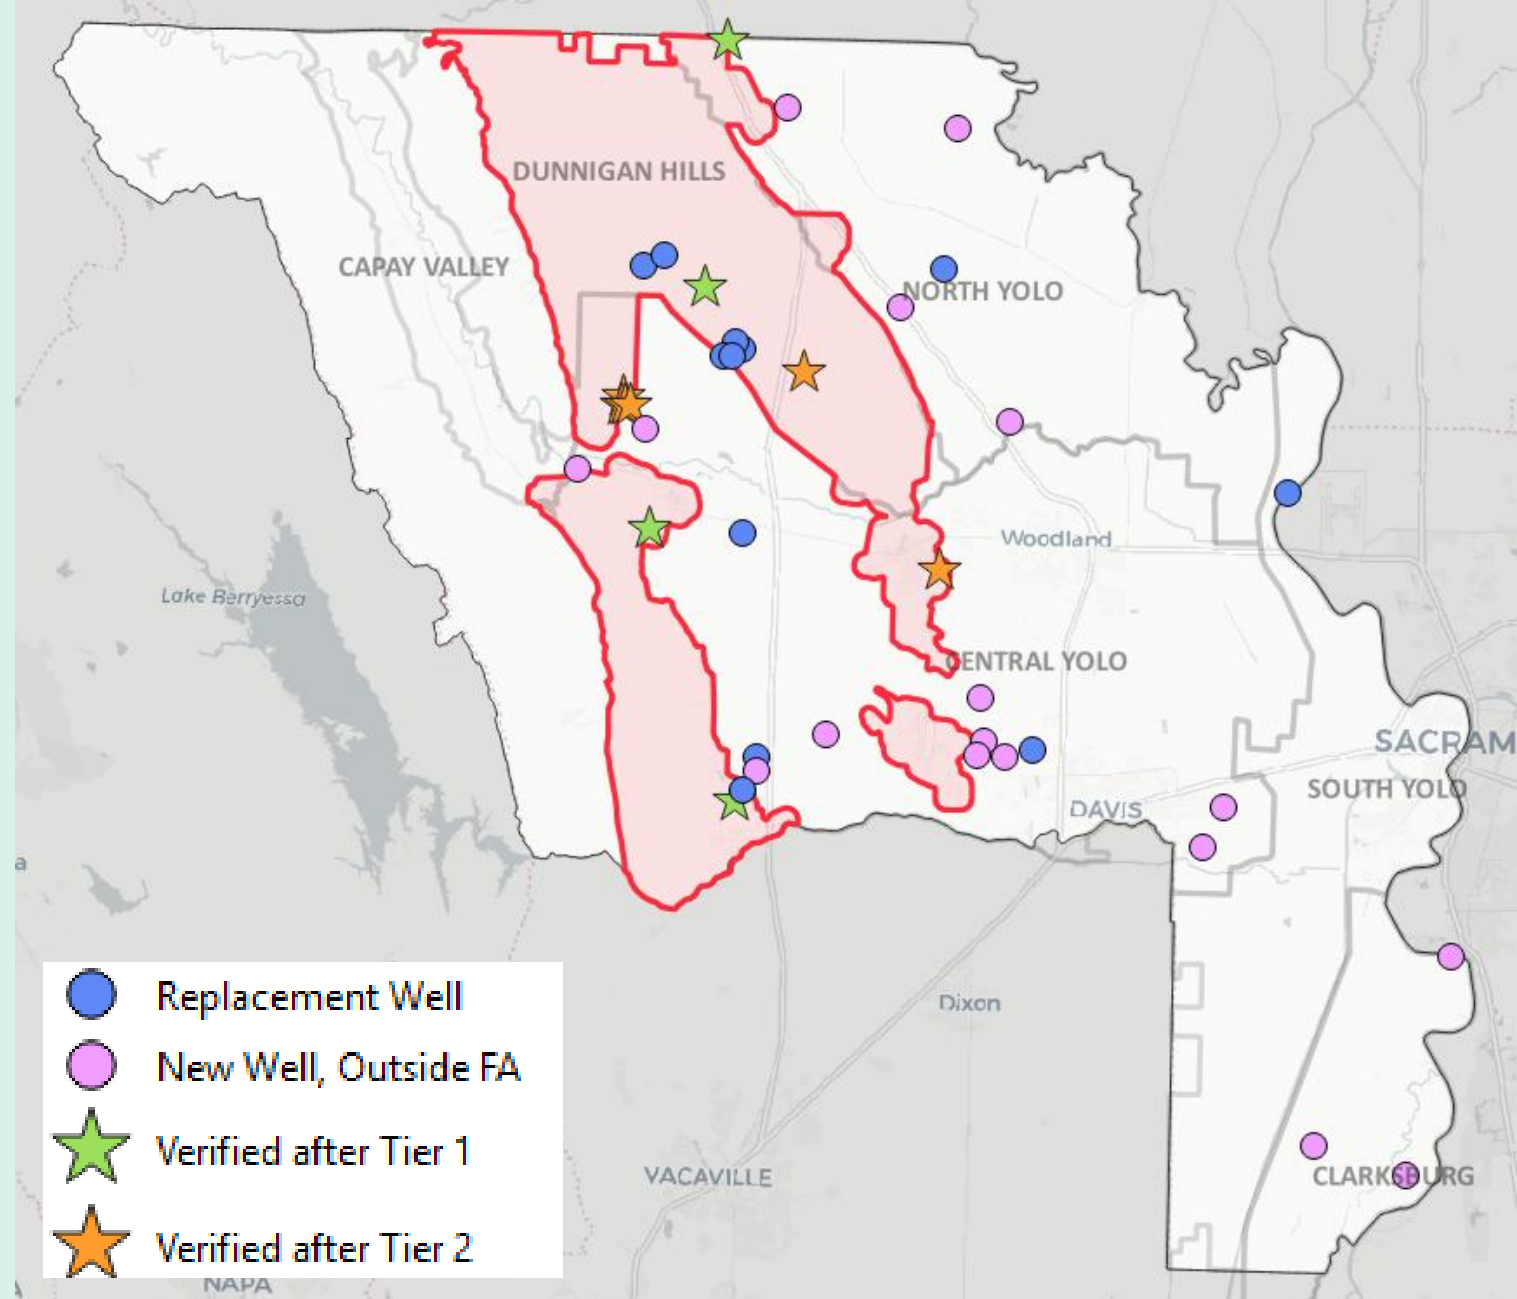 DUNNIGAN HILLS
CAPAY VALLEY
NORTH YOLO
Woodland
Lake Berryessa
CENTRAL YOLO
SACRAM
SOUTH YOLO
DAVIS
a
Replacement Well
New Well, Outside FA
Verified after Tier 1
Verified after Tier 2
Dixon
VACAVILLE
CLARKSBURG
NAPA